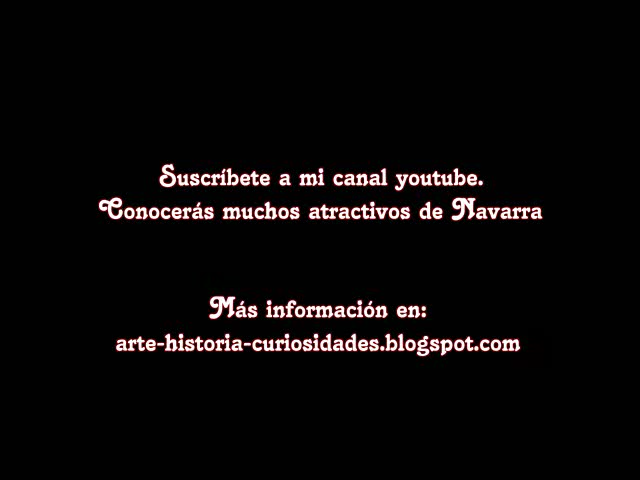 Suscríbete a mi canal youtube.
Conocerás muchos atractivos de Navarra
Más información en:
arte-historia-curiosidades.blogspot.com